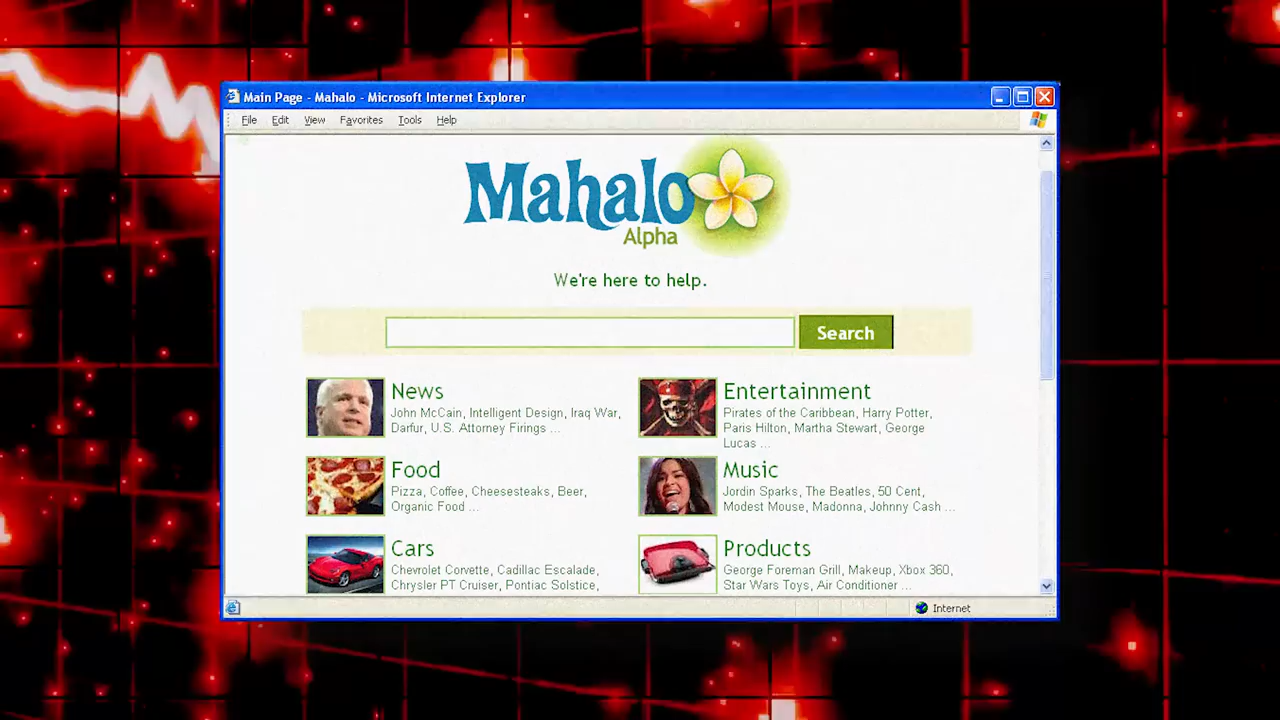 Main Page - Mahalo - Microsoft Internet Explorer
File Edit View Favorites Tools Help
Mahalo
Alpha
We're here to help.
Search
News
John McCain, Intelligent Design, Iraq War,
Darfur, U.S. Attorney Firings ...
Entertainment
Pirates of the Caribbean, Harry Potter,
Paris Hilton, Martha Stewart, George
Lucas ...
Food
Pizza, Coffee, Cheesesteaks, Beer,
Organic Food ...
Music
Jordin Sparks, The Beatles, 50 Cent,
Modest Mouse, Madonna, Johnny Cash ...
Cars
Chevrolet Corvette, Cadillac Escalade,
Chrysler PT Cruiser, Pontiac Solstice,
Products
George Foreman Grill, Makeup, Xbox 360,
Star Wars Toys, Air Conditioner ...
Internet